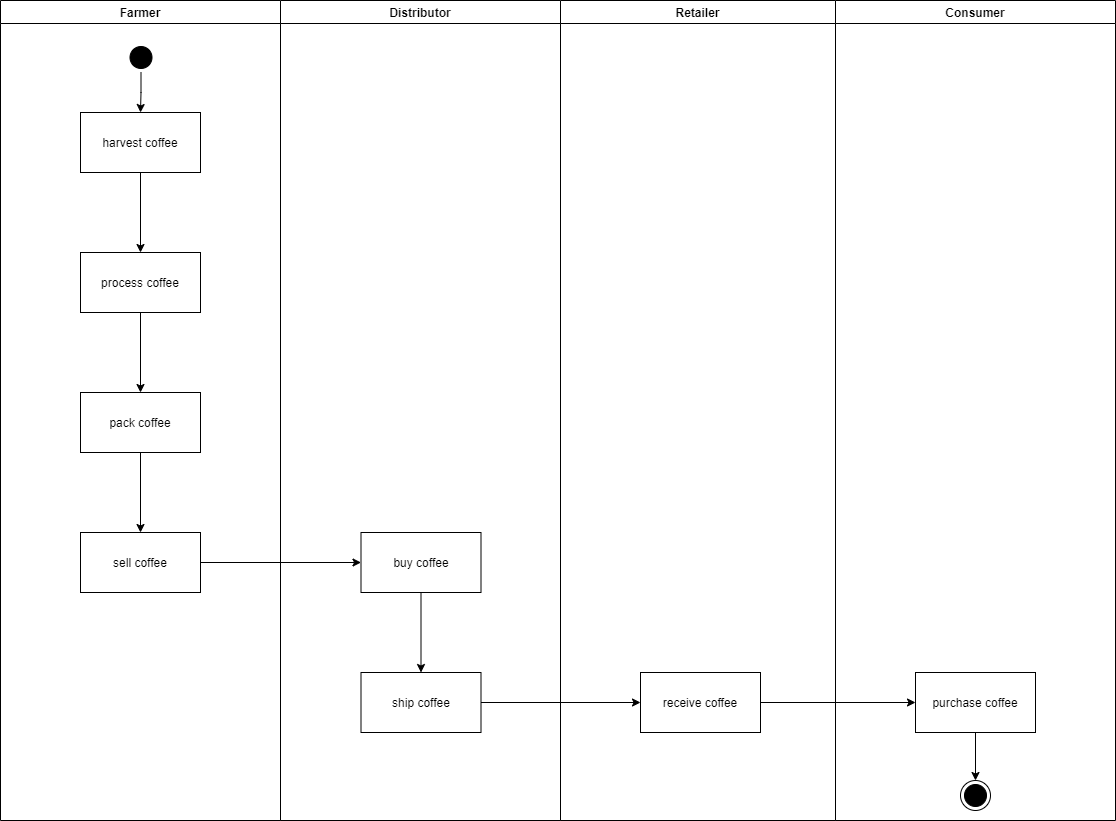 Farmer
Distributor
Retailer
Consumer
harvest coffee
process coffee
pack coffee
sell coffee
buy coffee
ship coffee
receive coffee
purchase coffee